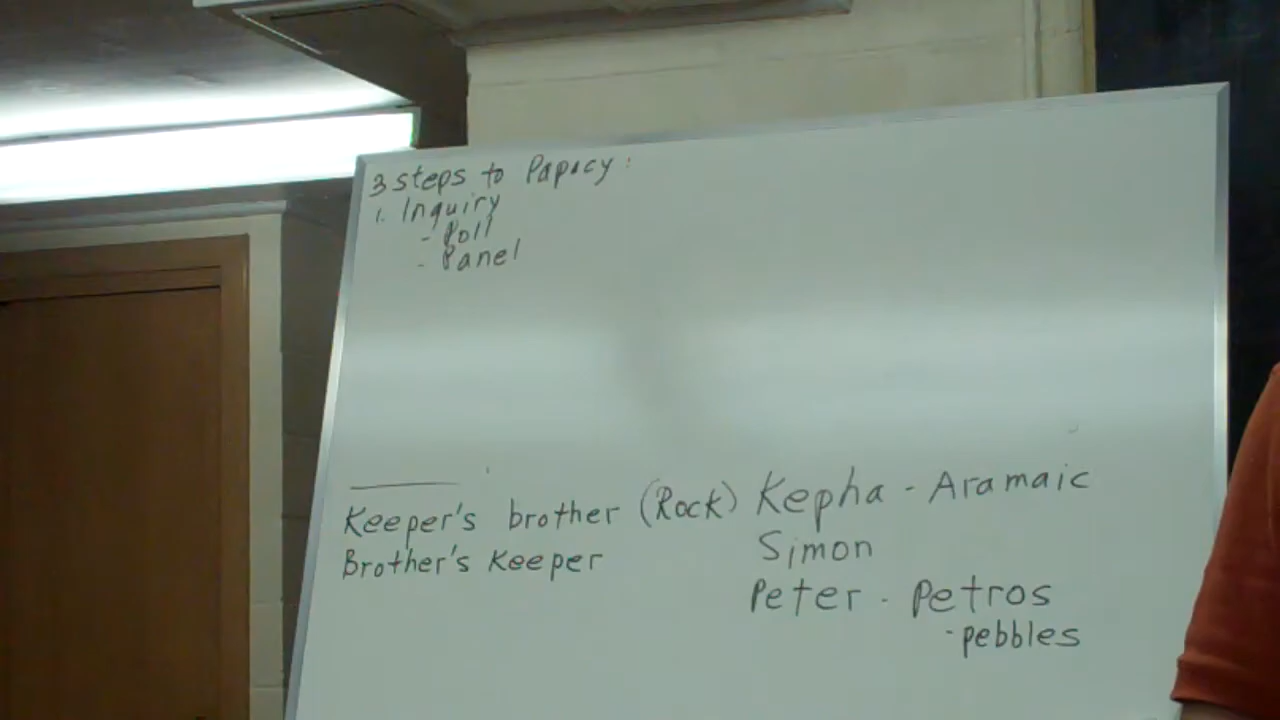 3 steps to Papacy:
1. Inquiry
- Poll
- Panel
Keeper's brother (Rock) Kepha - Aramaic
Brother's Keeper
Simon
Peter - Petros
- pebbles